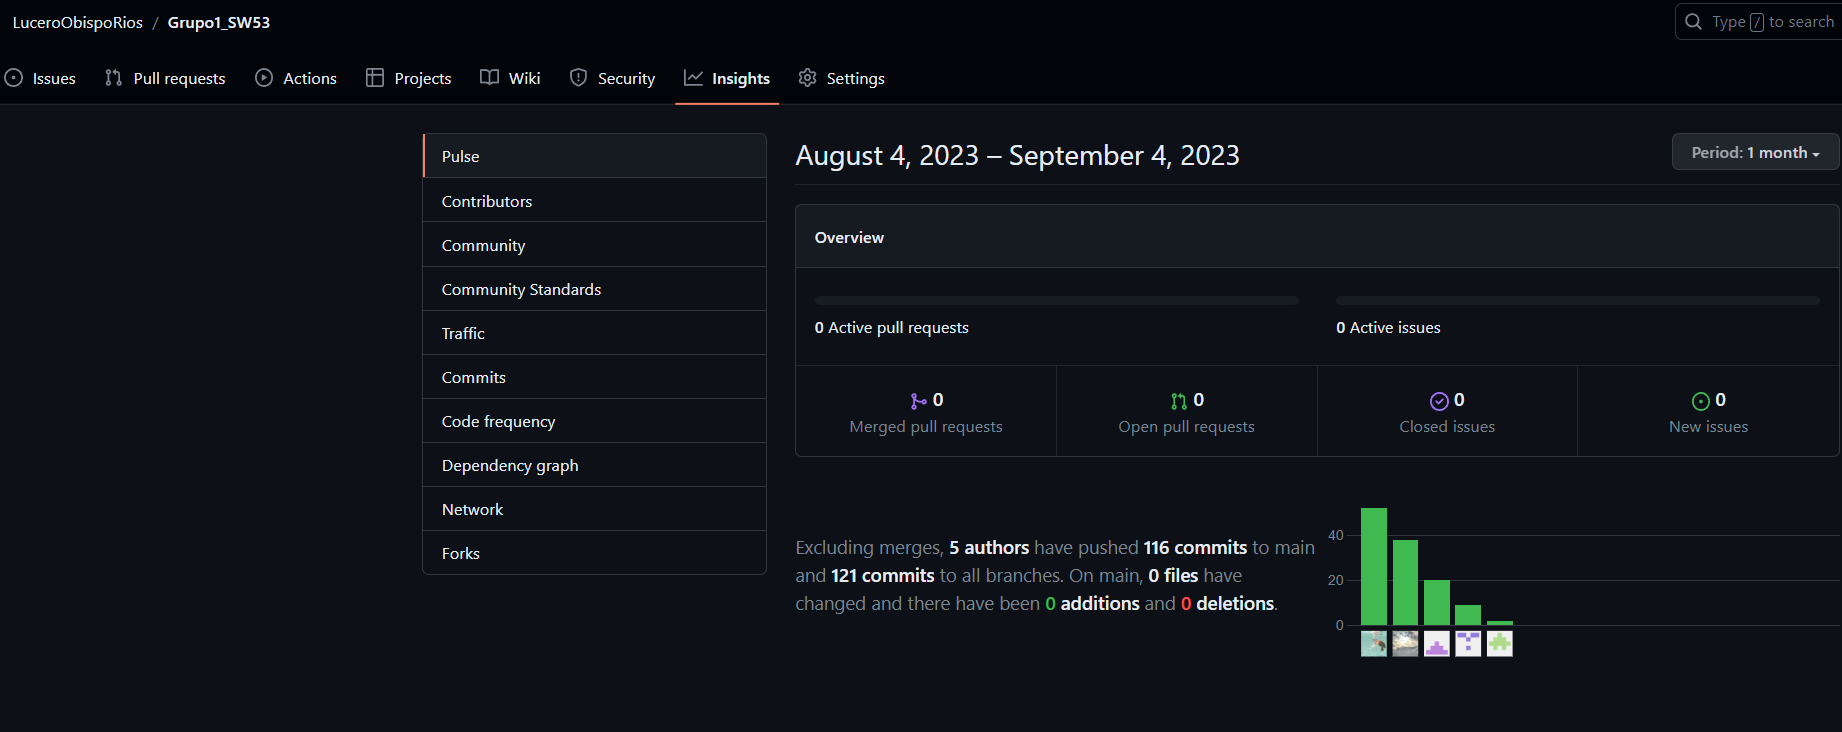 LuceroObispoRios / Grupo1_SW53
Type / to search
Issues Pull requests Actions Projects Wiki Security Insights Settings
Pulse
Contributors
Community
Community Standards
Traffic
Commits
Code frequency
Dependency graph
Network
Forks
August 4, 2023 – September 4, 2023
Period: 1 month
Overview
0 Active pull requests
0 Active issues
0
Merged pull requests
0
Open pull requests
0
Closed issues
0
New issues
Excluding merges, 5 authors have pushed 116 commits to main
and 121 commits to all branches. On main, 0 files have
changed and there have been 0 additions and 0 deletions.
40
20
0